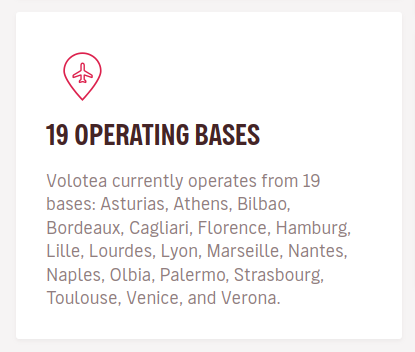 19 OPERATING BASES
Volotea currently operates from 19
bases: Asturias, Athens, Bilbao,
Bordeaux, Cagliari, Florence, Hamburg,
Lille, Lourdes, Lyon, Marseille, Nantes,
Naples, Olbia, Palermo, Strasbourg,
Toulouse, Venice, and Verona.